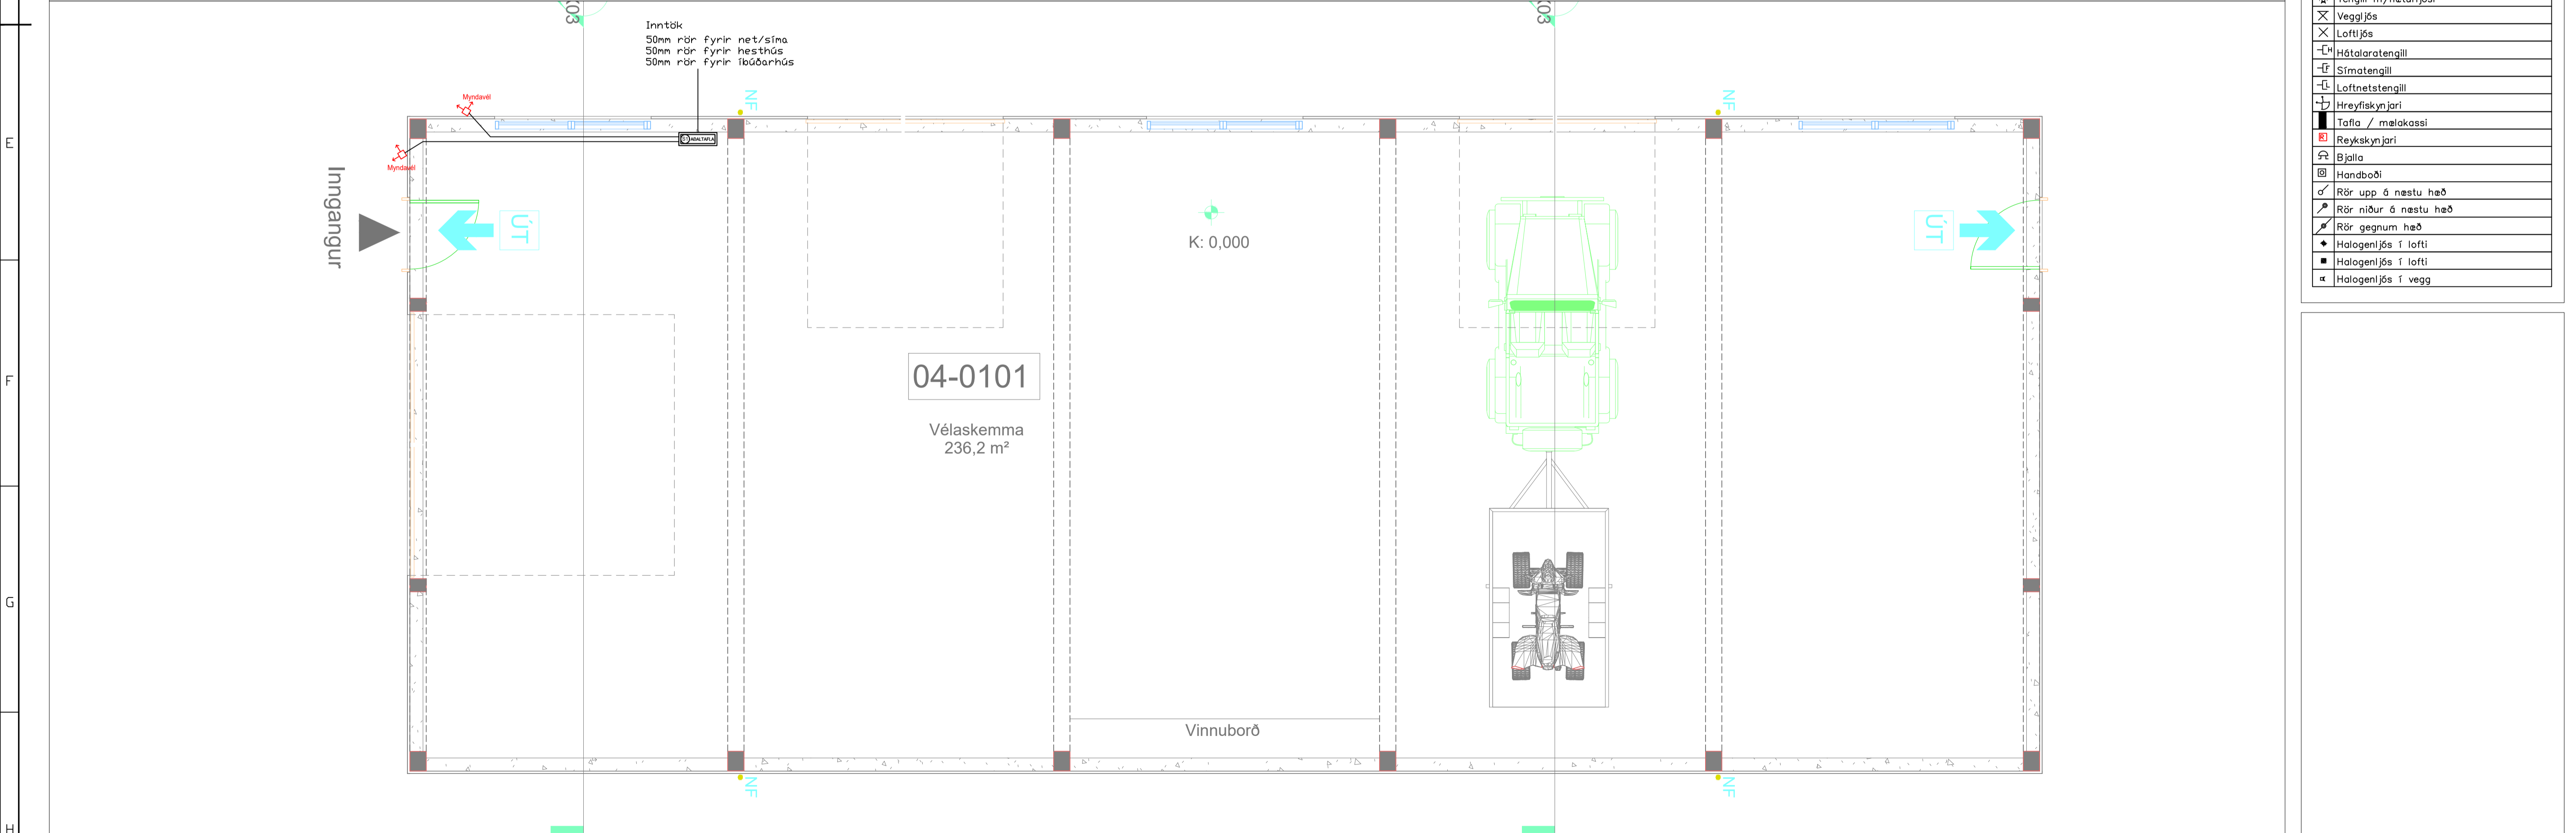 K03
K03
Inntök
50mm rör fyrir net/síma
50mm rör fyrir hesthús
50mm rör fyrir íbúðarhús
Myndavél
Myndavél
AÐALTAFLA
NF
NF
Inngangur
ÚT
ÚT
K: 0,000
04-0101
Vélaskemma
236,2 m²
Vinnuborð
NF
NF
E
F
G
H
Veggljós
Loftljós
H
Hátalaratengill
Símatengill
Loftnetstengill
Hreyfiskynjari
Tafla / mælakassi
R
Reykskynjari
Bjalla
Handboði
Rör upp á næstu hæð
Rör niður á næstu hæð
Rör gegnum hæð
Halogenljós í lofti
Halogenljós í lofti
Halogenljós í vegg